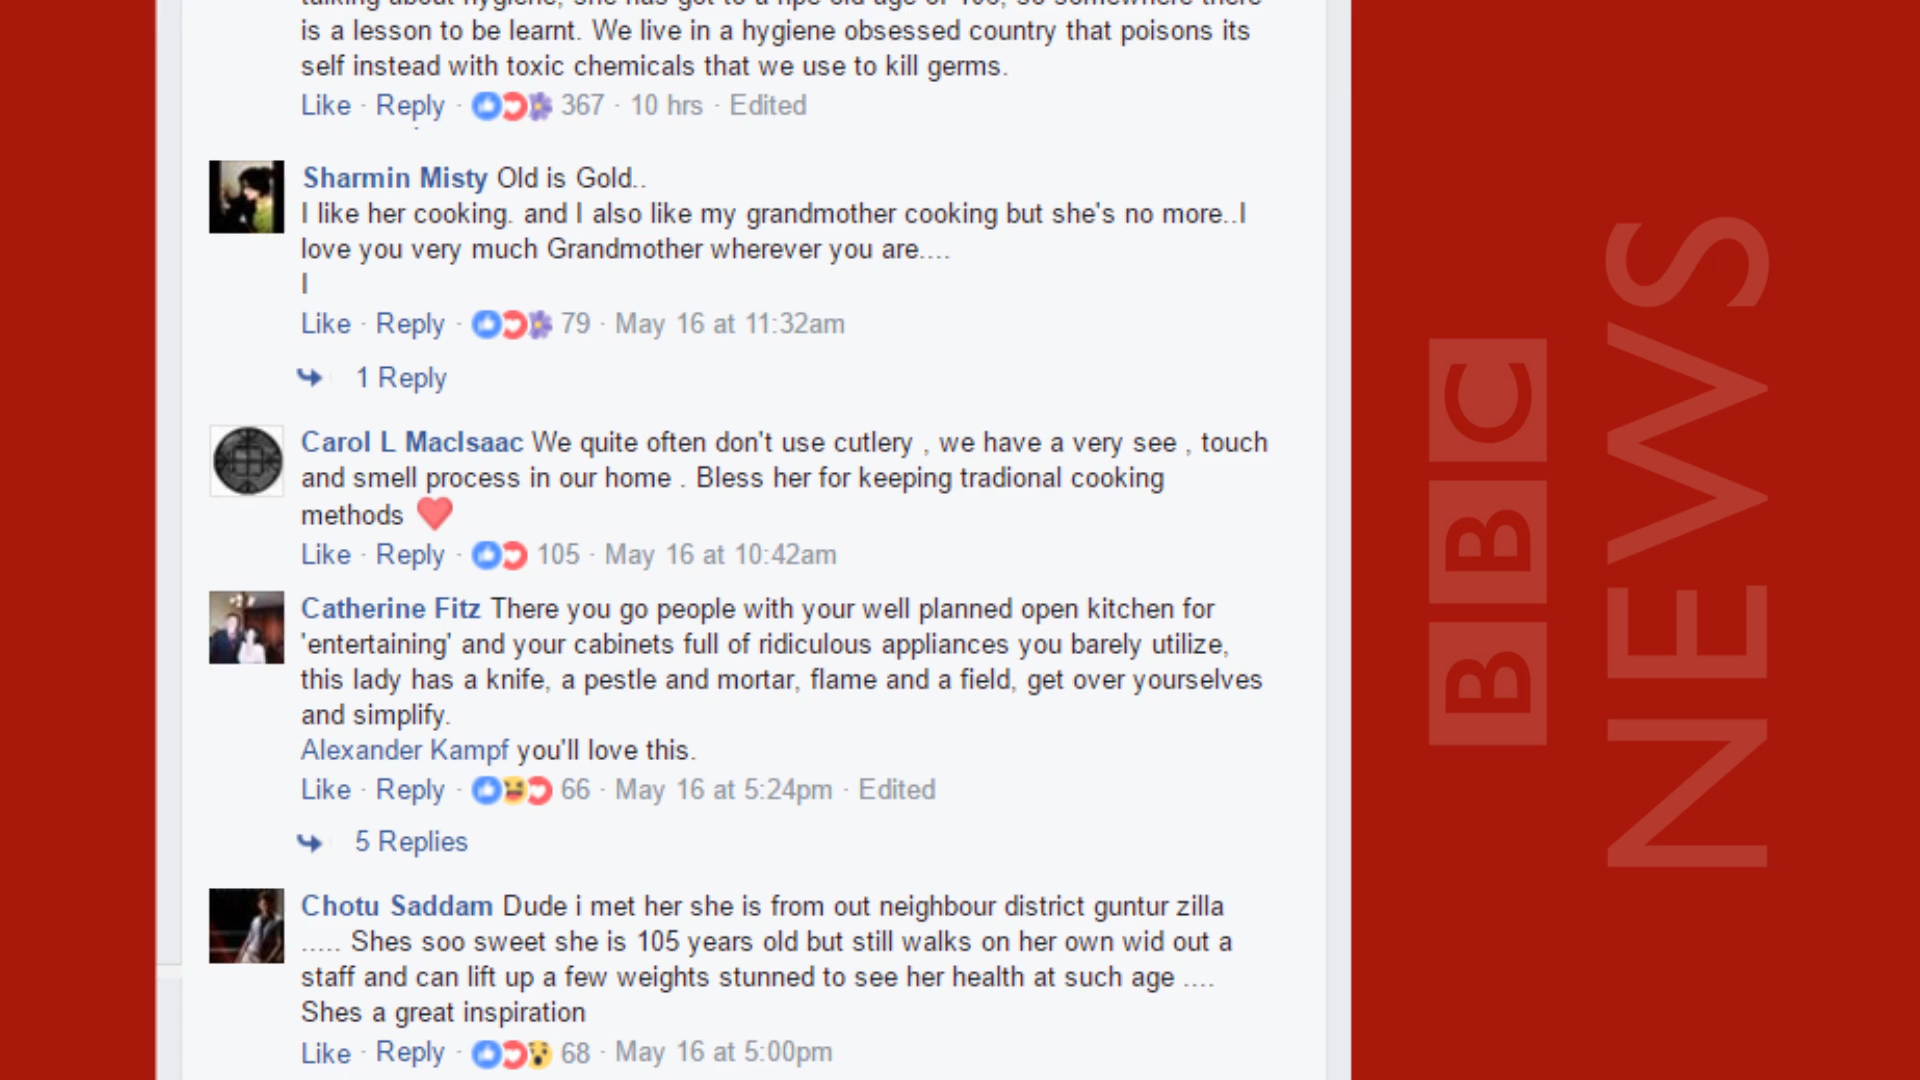 is a lesson to be learnt. We live in a hygiene obsessed country that poisons its
self instead with toxic chemicals that we use to kill germs.
Like · Reply · 367 · 10 hrs · Edited
Sharmin Misty Old is Gold..
I like her cooking. and I also like my grandmother cooking but she's no more..I
love you very much Grandmother wherever you are....
I
Like · Reply · 79 · May 16 at 11:32am
1 Reply
Carol L MacIsaac We quite often don't use cutlery , we have a very see , touch
and smell process in our home . Bless her for keeping tradional cooking
methods
Like · Reply · 105 · May 16 at 10:42am
Catherine Fitz There you go people with your well planned open kitchen for
'entertaining' and your cabinets full of ridiculous appliances you barely utilize,
this lady has a knife, a pestle and mortar, flame and a field, get over yourselves
and simplify.
Alexander Kampf you'll love this.
Like · Reply · 66 · May 16 at 5:24pm · Edited
5 Replies
Chotu Saddam Dude i met her she is from out neighbour district guntur zilla
..... Shes soo sweet she is 105 years old but still walks on her own wid out a
staff and can lift up a few weights stunned to see her health at such age ....
Shes a great inspiration
Like · Reply · 68 · May 16 at 5:00pm
BBC
NEWS